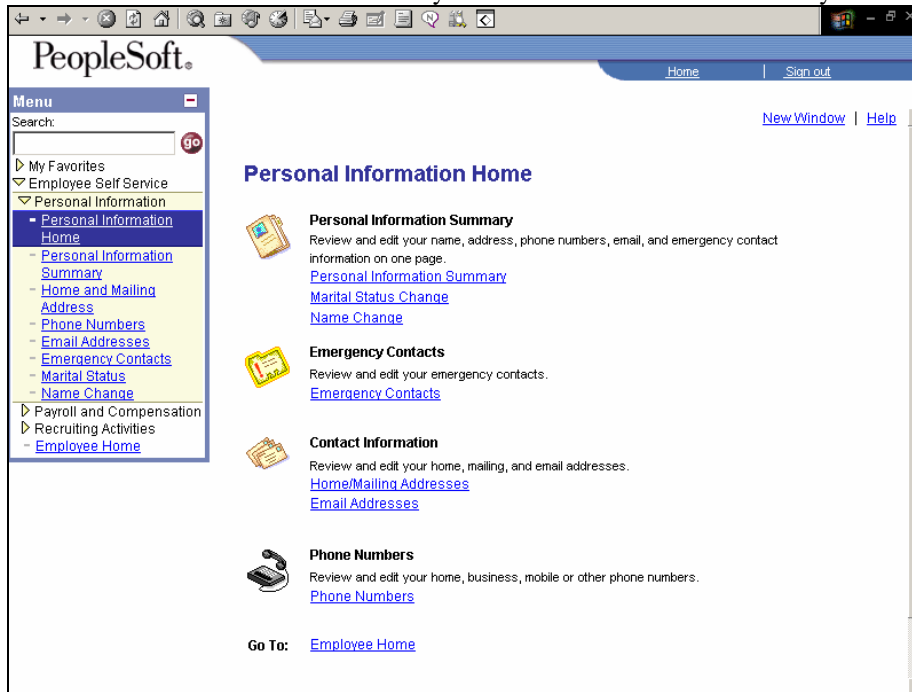 PeopleSoft®
Home | Sign out
Menu
Search:
go
My Favorites
Employee Self Service
Personal Information
Personal Information
Home
Personal Information
Summary
Home and Mailing
Address
Phone Numbers
Email Addresses
Emergency Contacts
Marital Status
Name Change
Payroll and Compensation
Recruiting Activities
Employee Home
New Window | Help
Personal Information Home
Personal Information Summary
Review and edit your name, address, phone numbers, email, and emergency contact
information on one page.
Personal Information Summary
Marital Status Change
Name Change
Emergency Contacts
Review and edit your emergency contacts.
Emergency Contacts
Contact Information
Review and edit your home, mailing, and email addresses.
Home/Mailing Addresses
Email Addresses
Phone Numbers
Review and edit your home, business, mobile or other phone numbers.
Phone Numbers
Go To: Employee Home